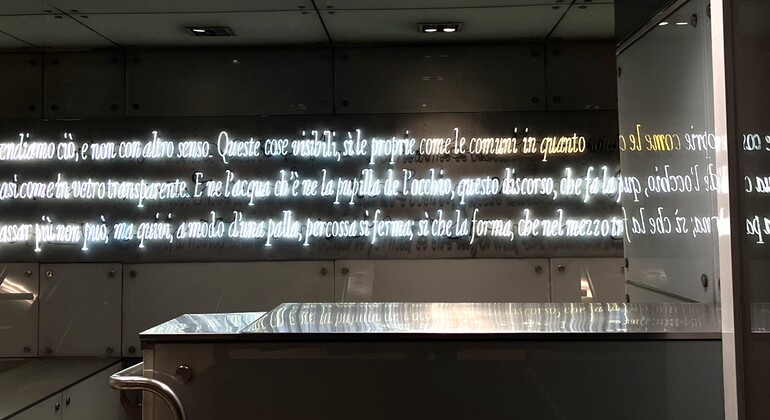 endiamo ciò, e non con altro senso. Queste cose visibili, sì le proprie come le comuni in quanto
così come in vetro transparente. E ne l'acqua ch'è ne la pupilla de l'occhio, questo discorso, che fa la
passar più non può, ma quivi, a modo d'una palla, percossa si ferma; sì che la forma, che nel mezzo tr